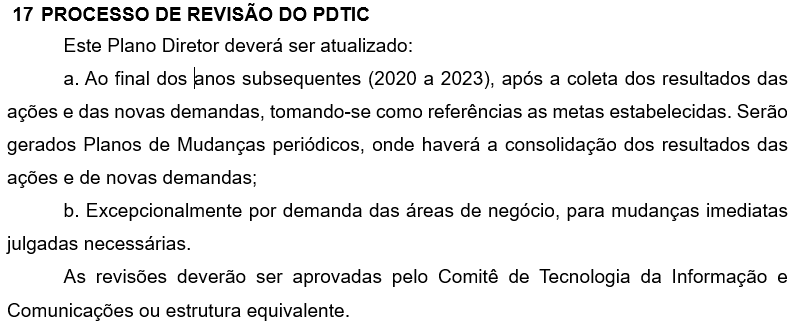 17 PROCESSO DE REVISÃO DO PDTIC
Este Plano Diretor deverá ser atualizado:
a. Ao final dos anos subsequentes (2020 a 2023), após a coleta dos resultados das
ações e das novas demandas, tomando-se como referências as metas estabelecidas. Serão
gerados Planos de Mudanças periódicos, onde haverá a consolidação dos resultados das
ações e de novas demandas;
b. Excepcionalmente por demanda das áreas de negócio, para mudanças imediatas
julgadas necessárias.
As revisões deverão ser aprovadas pelo Comitê de Tecnologia da Informação e
Comunicações ou estrutura equivalente.